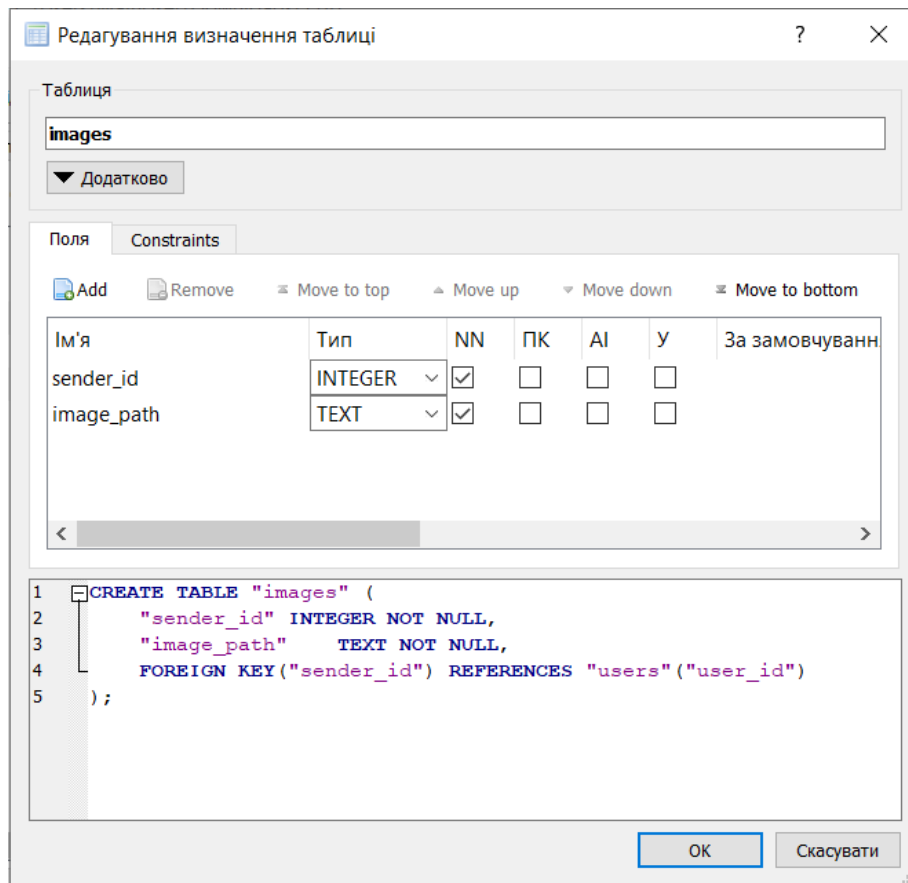 Редагування визначення таблиці ?
Таблиця
images
Додатково
Поля Constraints
Add Remove Move to top Move up Move down Move to bottom
Ім'я Тип NN ПК АІ У За замовчуванн
sender_id INTEGER
image_path TEXT
1 CREATE TABLE "images" (
2 "sender_id" INTEGER NOT NULL,
3 "image_path" TEXT NOT NULL,
4 FOREIGN KEY("sender_id") REFERENCES "users"("user_id")
5 );
OK Скасувати